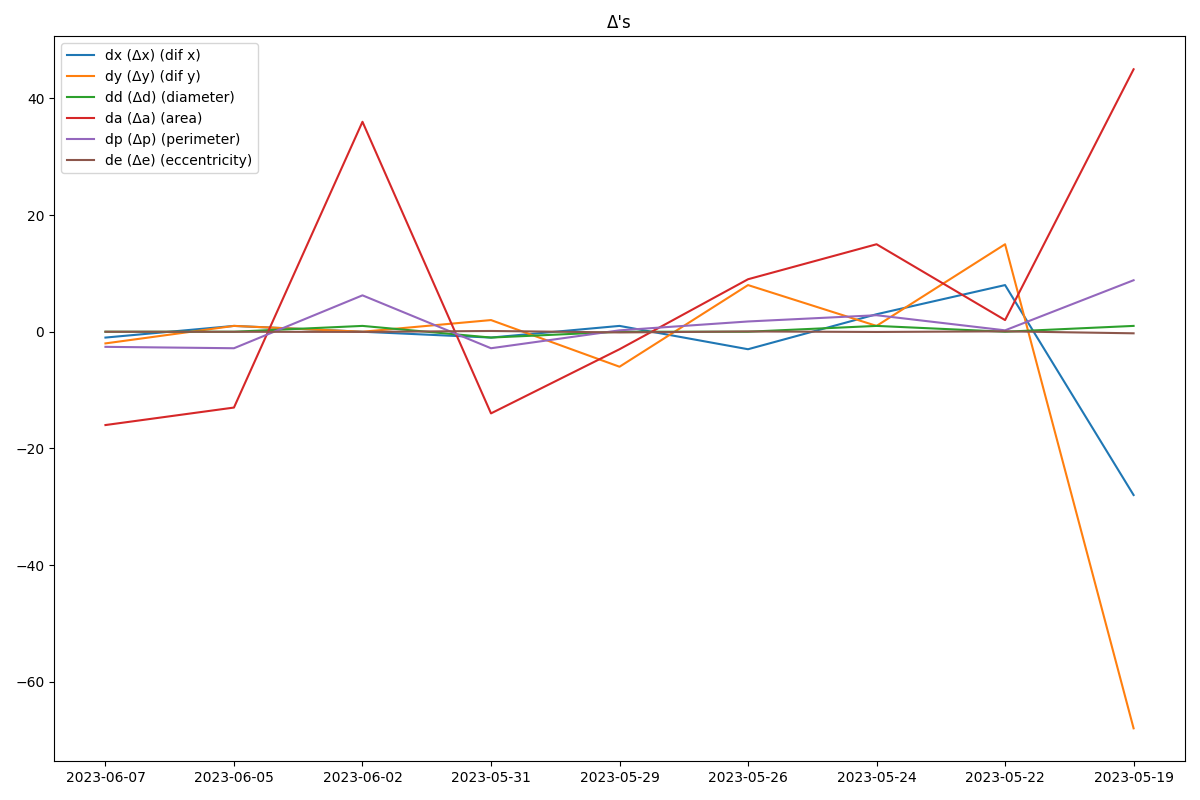 Δ's
dx (Δx) (dif x)
dy (Δy) (dif y)
dd (Δd) (diameter)
da (Δa) (area)
dp (Δp) (perimeter)
de (Δe) (eccentricity)
40
20
0
−20
−40
−60
2023-06-07 2023-06-05 2023-06-02 2023-05-31 2023-05-29 2023-05-26 2023-05-24 2023-05-22 2023-05-19